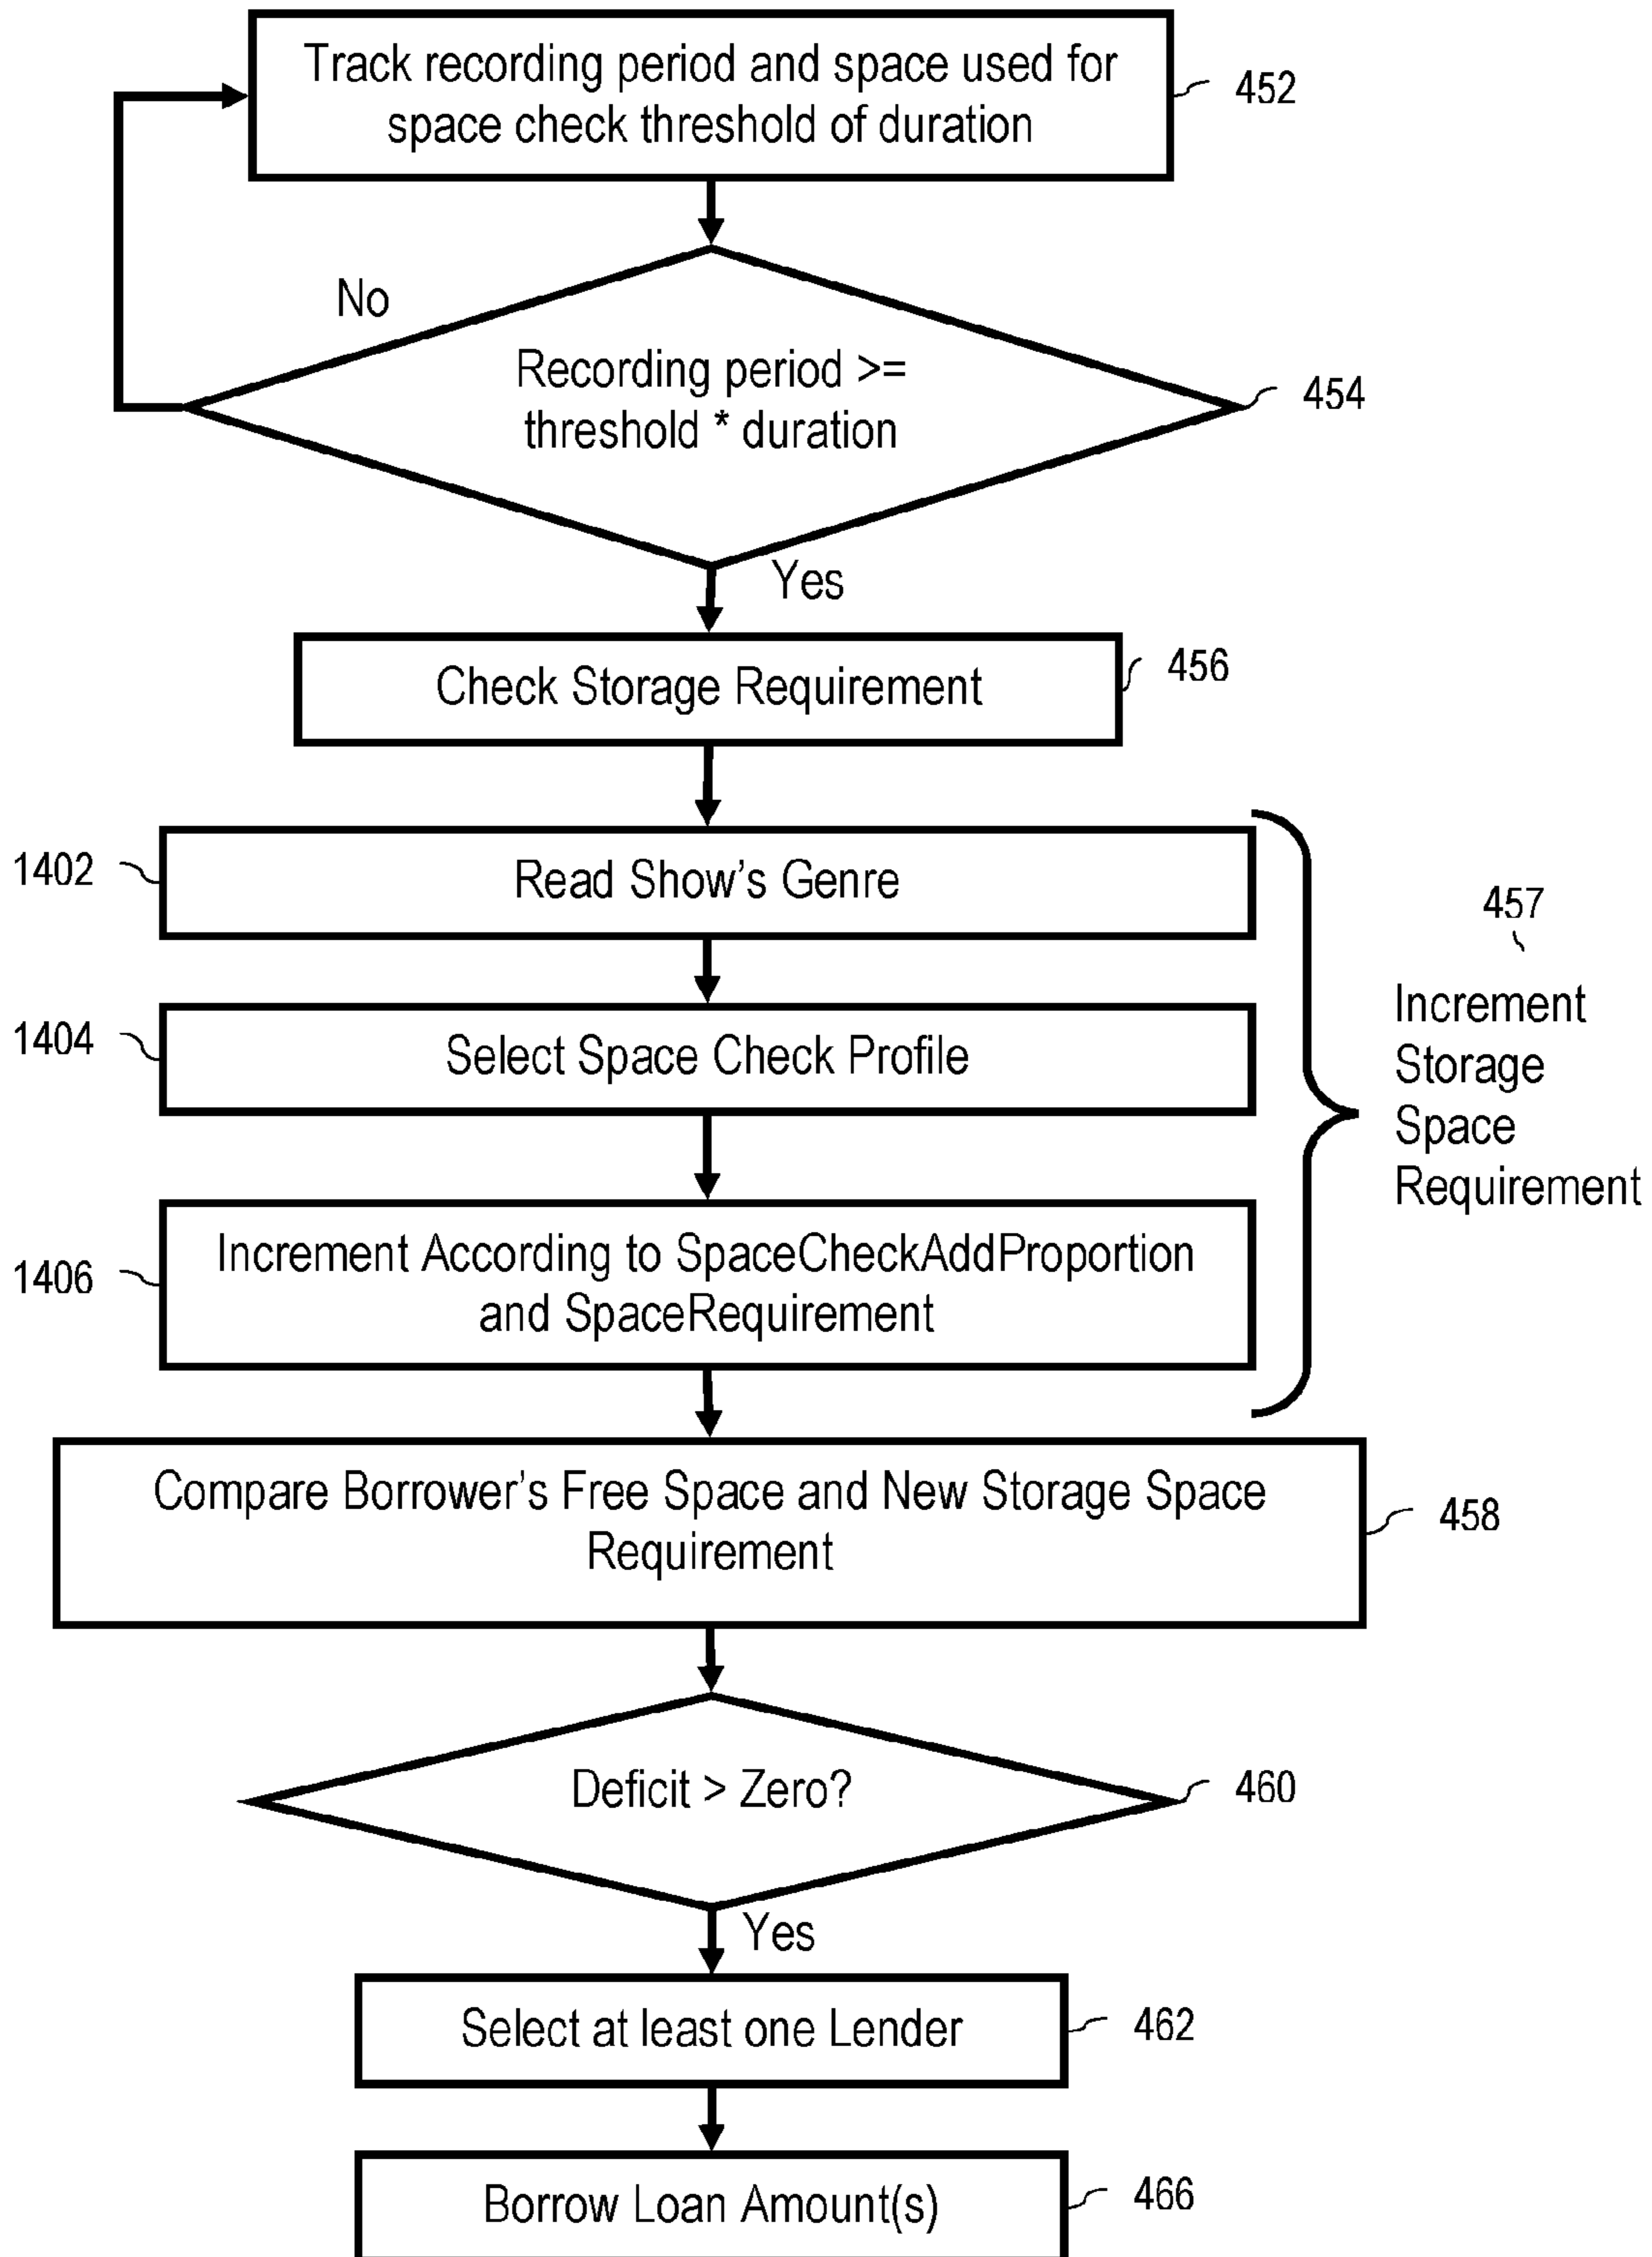 Track recording period and space used for
space check threshold of duration
452
No
Recording period >=
threshold * duration
454
Yes
Check Storage Requirement
456
1402
Read Show's Genre
457
Increment
Storage
Space
Requirement
1404
Select Space Check Profile
1406
Increment According to SpaceCheckAddProportion
and SpaceRequirement
Compare Borrower's Free Space and New Storage Space
Requirement
458
Deficit > Zero?
460
Yes
Select at least one Lender
462
Borrow Loan Amount(s)
466